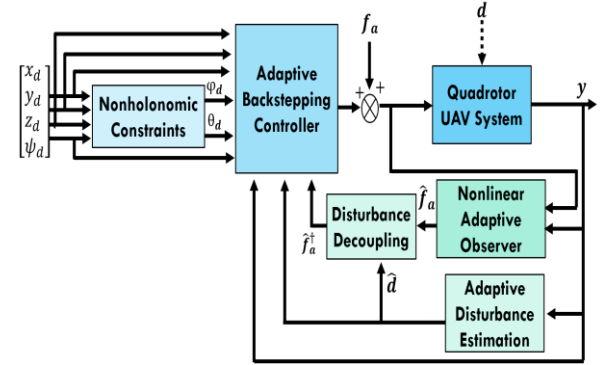 d
f_a
x_d
y_d
z_d
ψ_d
Nonholonomic
Constraints
φ_d
θ_d
Adaptive
Backstepping
Controller
+
+
Quadrotor
UAV System
y
Nonlinear
Adaptive
Observer
f̂_a
Disturbance
Decoupling
f̂_a^†
d̂
Adaptive
Disturbance
Estimation